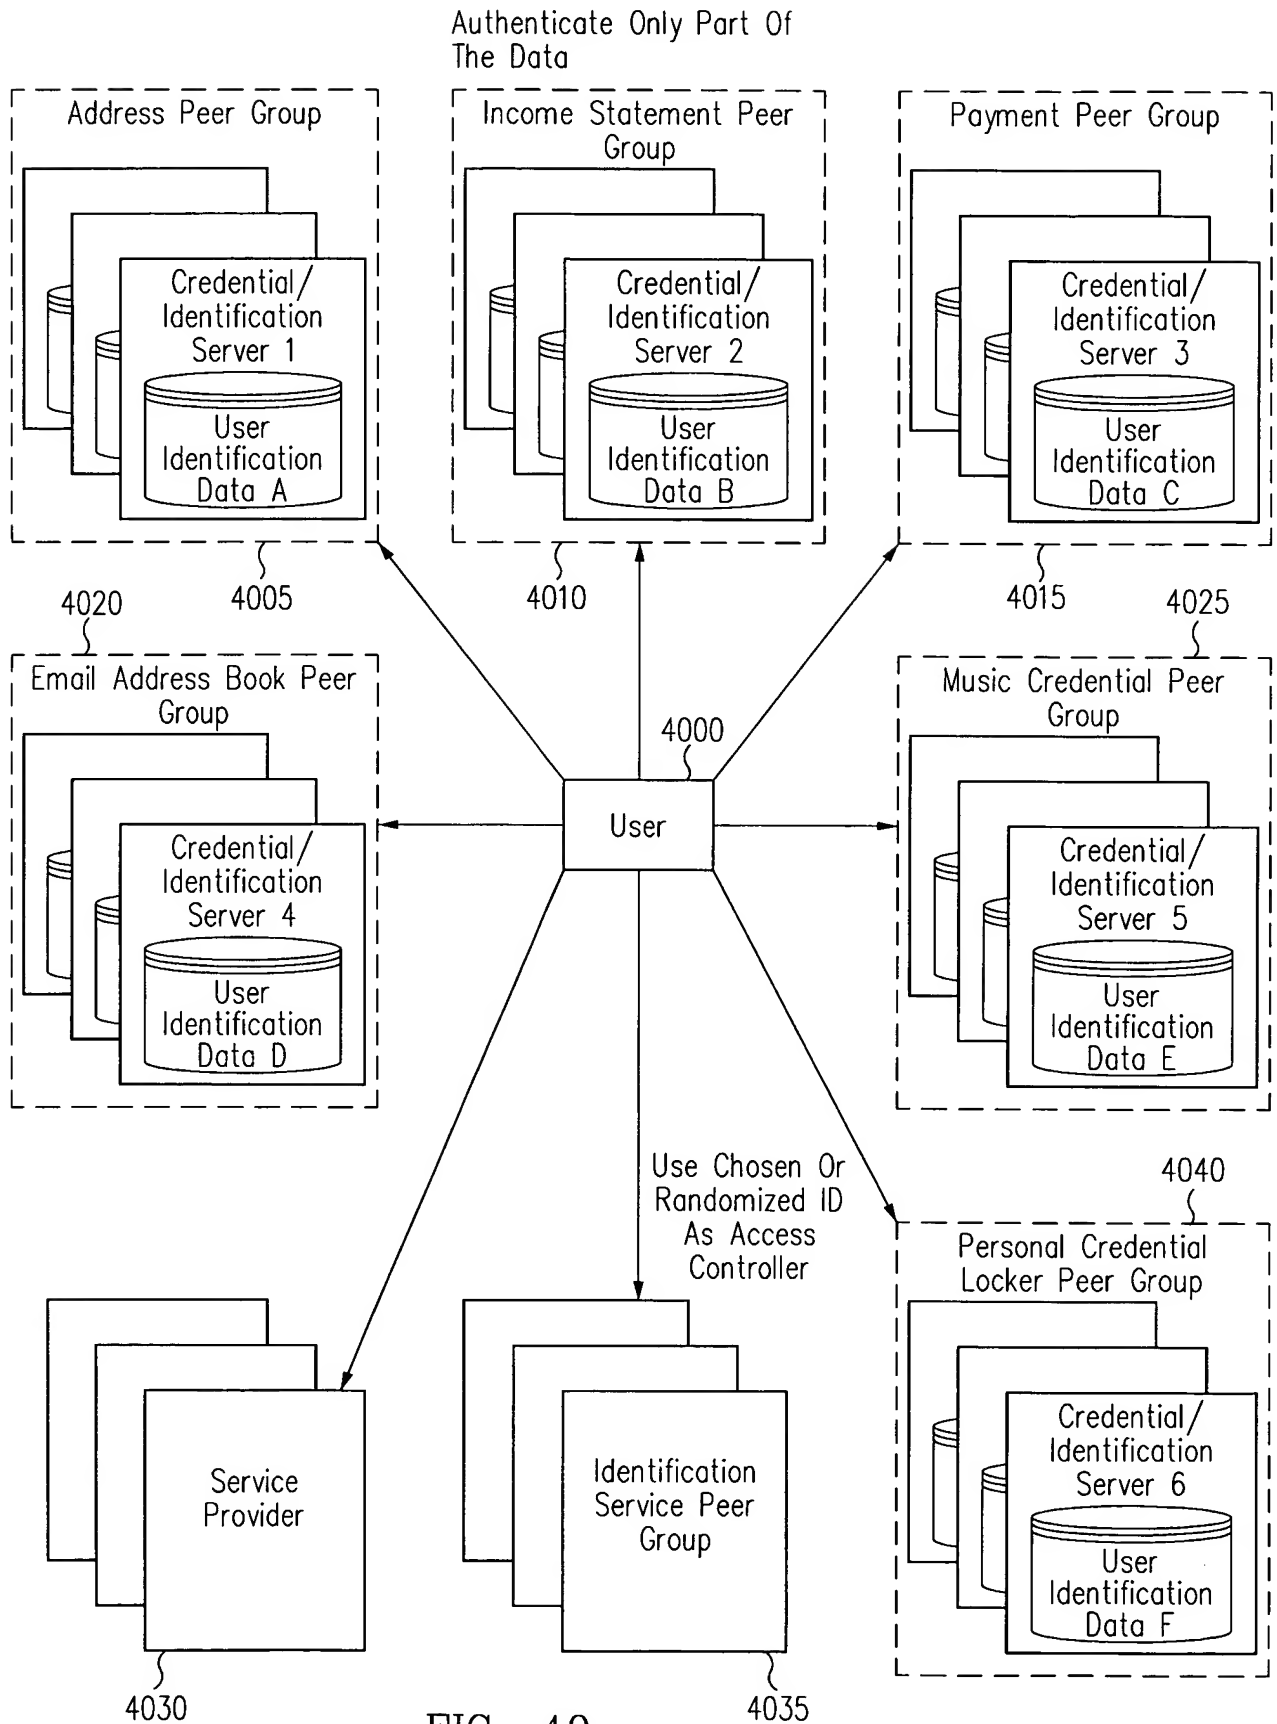 Authenticate Only Part Of
The Data
Address Peer Group
Credential/
Identification
Server 1
User
Identification
Data A
4005
Income Statement Peer
Group
Credential/
Identification
Server 2
User
Identification
Data B
4010
Payment Peer Group
Credential/
Identification
Server 3
User
Identification
Data C
4015
4020
Email Address Book Peer
Group
Credential/
Identification
Server 4
User
Identification
Data D
4000
User
4025
Music Credential Peer
Group
Credential/
Identification
Server 5
User
Identification
Data E
Use Chosen Or
Randomized ID
As Access
Controller
Service
Provider
4030
Identification
Service Peer
Group
4035
4040
Personal Credential
Locker Peer Group
Credential/
Identification
Server 6
User
Identification
Data F